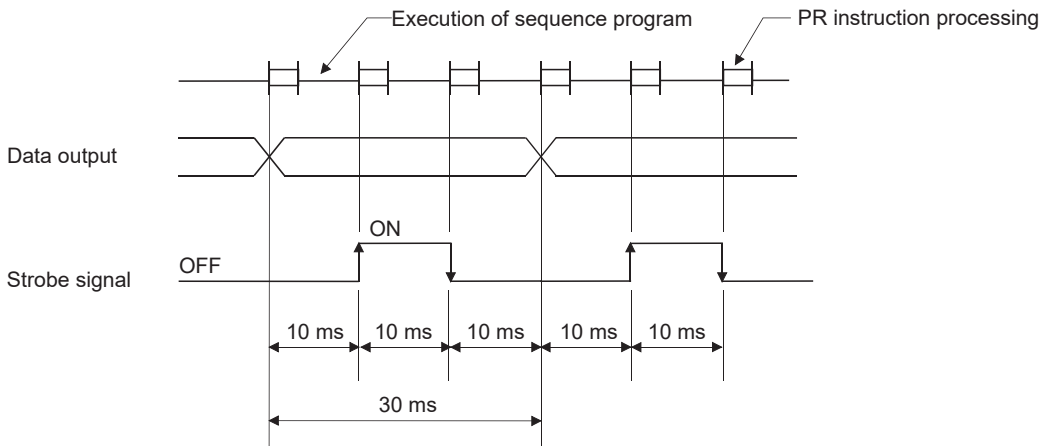 Execution of sequence program
PR instruction processing
Data output
ON
OFF
Strobe signal
10 ms 10 ms 10 ms 10 ms 10 ms
30 ms